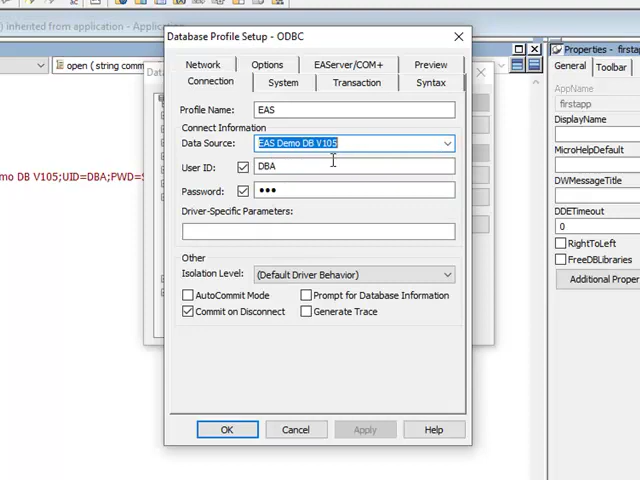 ) inherited from application - Application
Database Profile Setup - ODBC
Properties - firstapp
open ( string comm
Network
Options
EAServer/COM+
Preview
Connection
System
Transaction
Syntax
General
Toolbar
Profile Name:
EAS
AppName
firstapp
Connect Information
DisplayName
Data Source:
EAS Demo DB V105
MicroHelpDefault
User ID:
DBA
mo DB V105;UID=DBA;PWD=S
DWMessageTitle
Password:
●●●
Driver-Specific Parameters:
DDETimeout
0
RightToLeft
Other
FreeDBLibraries
Isolation Level:
(Default Driver Behavior)
Additional Proper
AutoCommit Mode
Prompt for Database Information
Commit on Disconnect
Generate Trace
OK
Cancel
Apply
Help